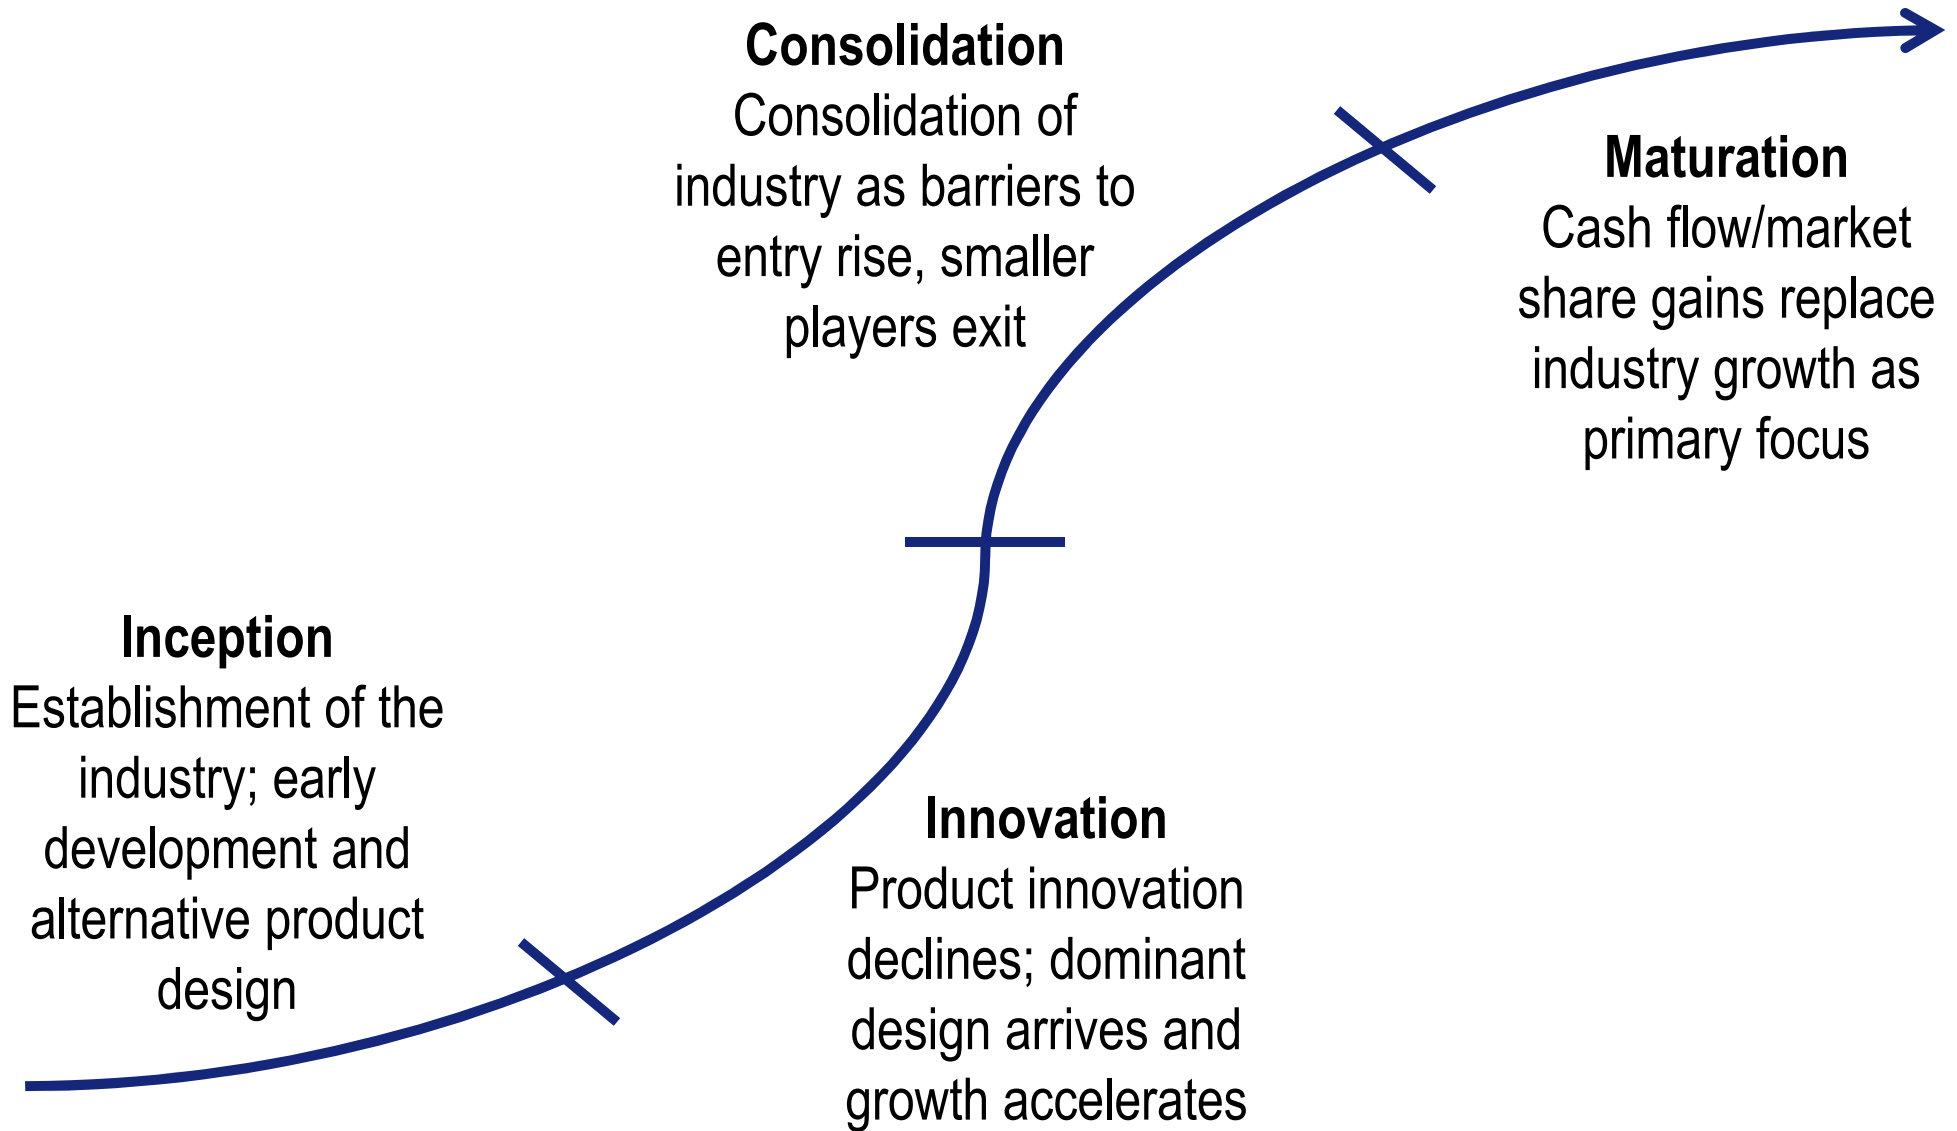 Consolidation
Consolidation of
industry as barriers to
entry rise, smaller
players exit
Maturation
Cash flow/market
share gains replace
industry growth as
primary focus
Inception
Establishment of the
industry; early
development and
alternative product
design
Innovation
Product innovation
declines; dominant
design arrives and
growth accelerates